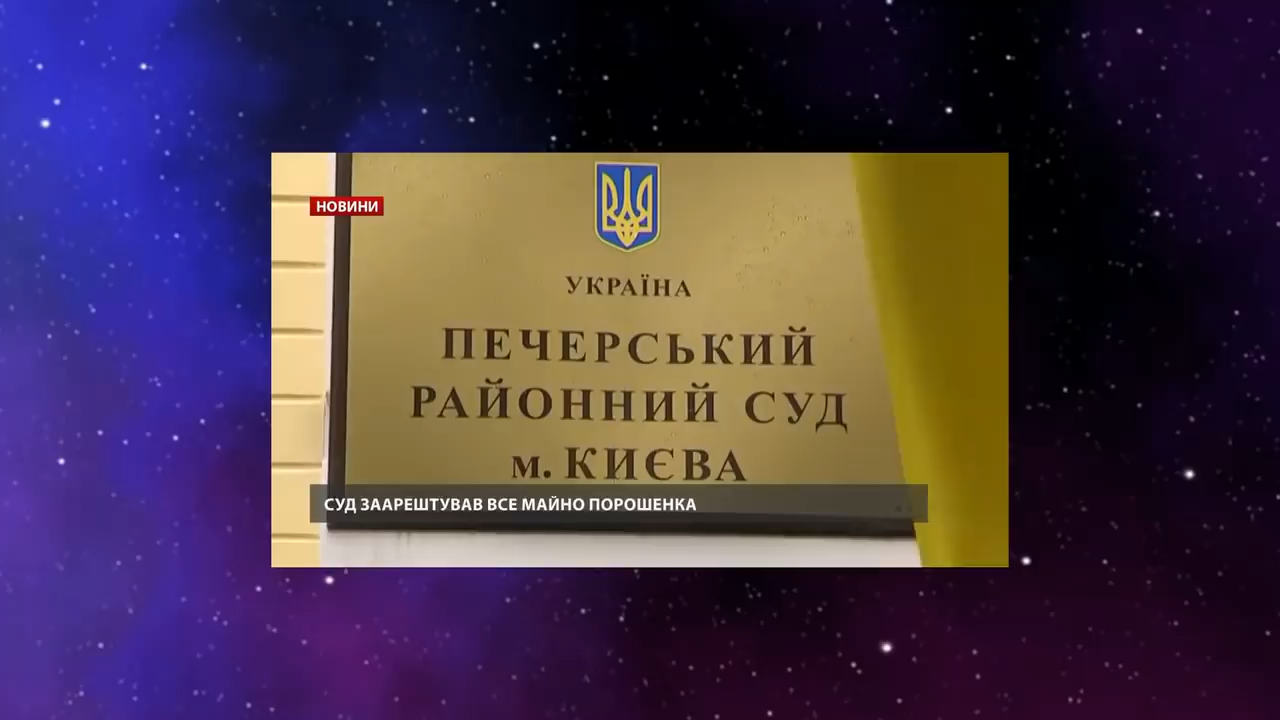 НОВИНИ
УКРАЇНА
ПЕЧЕРСЬКИЙ
РАЙОННИЙ СУД
м. КИЄВА
СУД ЗААРЕШТУВАВ ВСЕ МАЙНО ПОРОШЕНКА